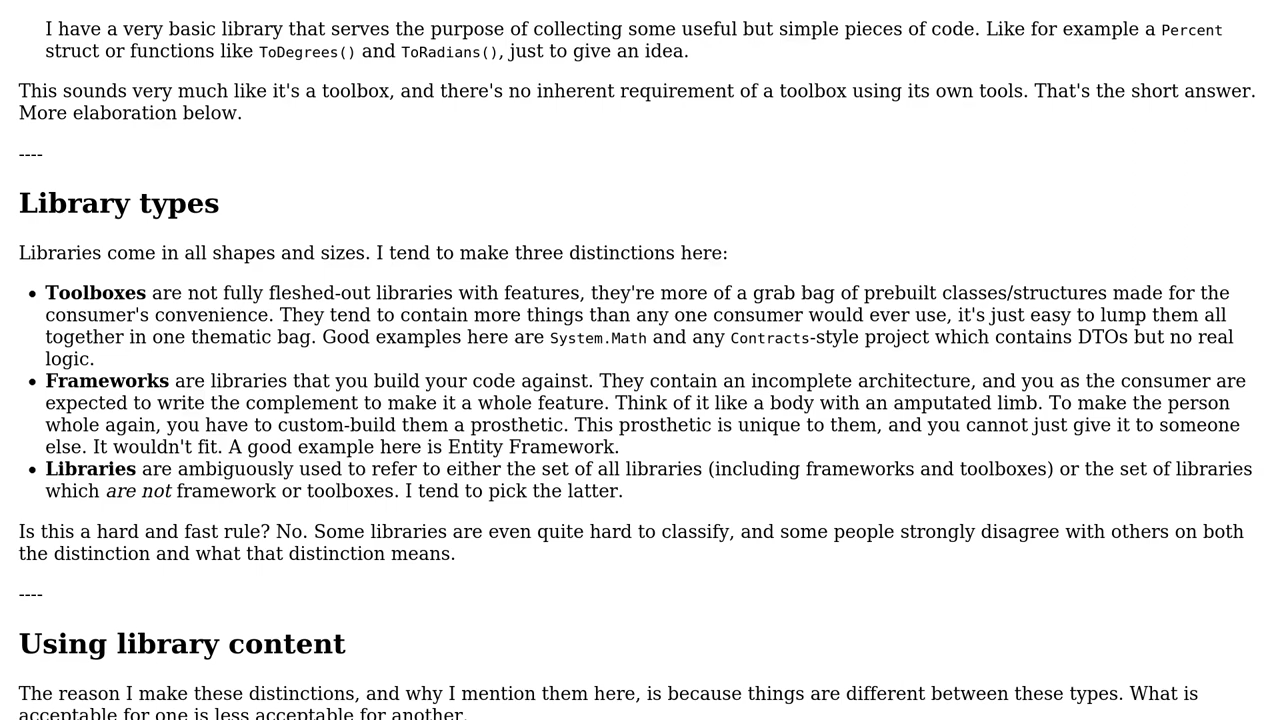 I have a very basic library that serves the purpose of collecting some useful but simple pieces of code. Like for example a Percent
struct or functions like ToDegrees() and ToRadians(), just to give an idea.
This sounds very much like it's a toolbox, and there's no inherent requirement of a toolbox using its own tools. That's the short answer.
More elaboration below.
----
Library types
Libraries come in all shapes and sizes. I tend to make three distinctions here:
• Toolboxes are not fully fleshed-out libraries with features, they're more of a grab bag of prebuilt classes/structures made for the
consumer's convenience. They tend to contain more things than any one consumer would ever use, it's just easy to lump them all
together in one thematic bag. Good examples here are System.Math and any Contracts-style project which contains DTOs but no real
logic.
• Frameworks are libraries that you build your code against. They contain an incomplete architecture, and you as the consumer are
expected to write the complement to make it a whole feature. Think of it like a body with an amputated limb. To make the person
whole again, you have to custom-build them a prosthetic. This prosthetic is unique to them, and you cannot just give it to someone
else. It wouldn't fit. A good example here is Entity Framework.
• Libraries are ambiguously used to refer to either the set of all libraries (including frameworks and toolboxes) or the set of libraries
which are not framework or toolboxes. I tend to pick the latter.
Is this a hard and fast rule? No. Some libraries are even quite hard to classify, and some people strongly disagree with others on both
the distinction and what that distinction means.
----
Using library content
The reason I make these distinctions, and why I mention them here, is because things are different between these types. What is
acceptable for one is less acceptable for another.